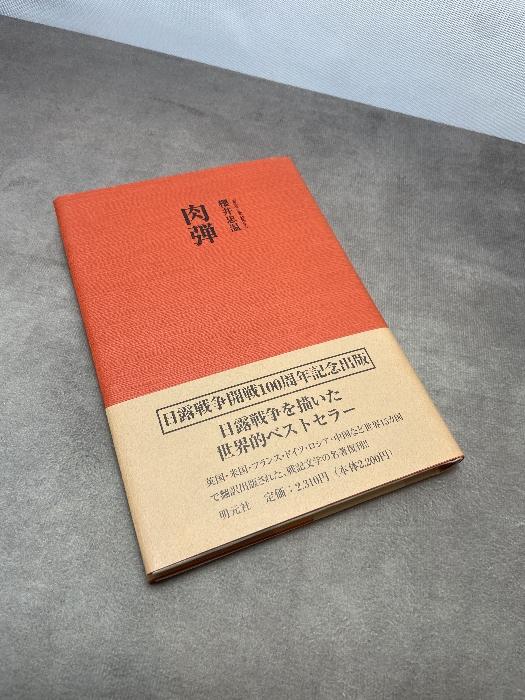 肉弾
櫻井忠温
日露戦争開戦100周年記念出版
日露戦争を描いた
世界的ベストセラー
英国・米国・フランス・ドイツ・ロシア・中国など世界15カ国
で翻訳出版された、戦記文学の名著復刊!!
明元社 定価:2,310円(本体2,200円)